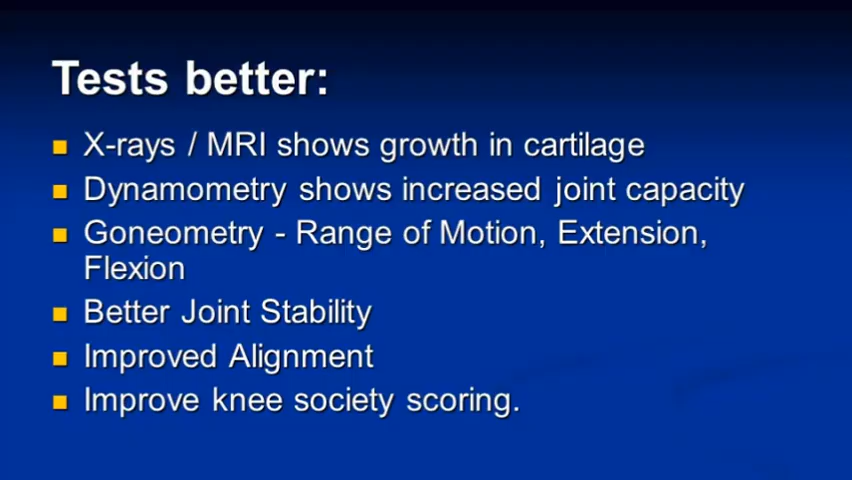 Tests better:
X-rays / MRI shows growth in cartilage
Dynamometry shows increased joint capacity
Goneometry - Range of Motion, Extension,
Flexion
Better Joint Stability
Improved Alignment
Improve knee society scoring.